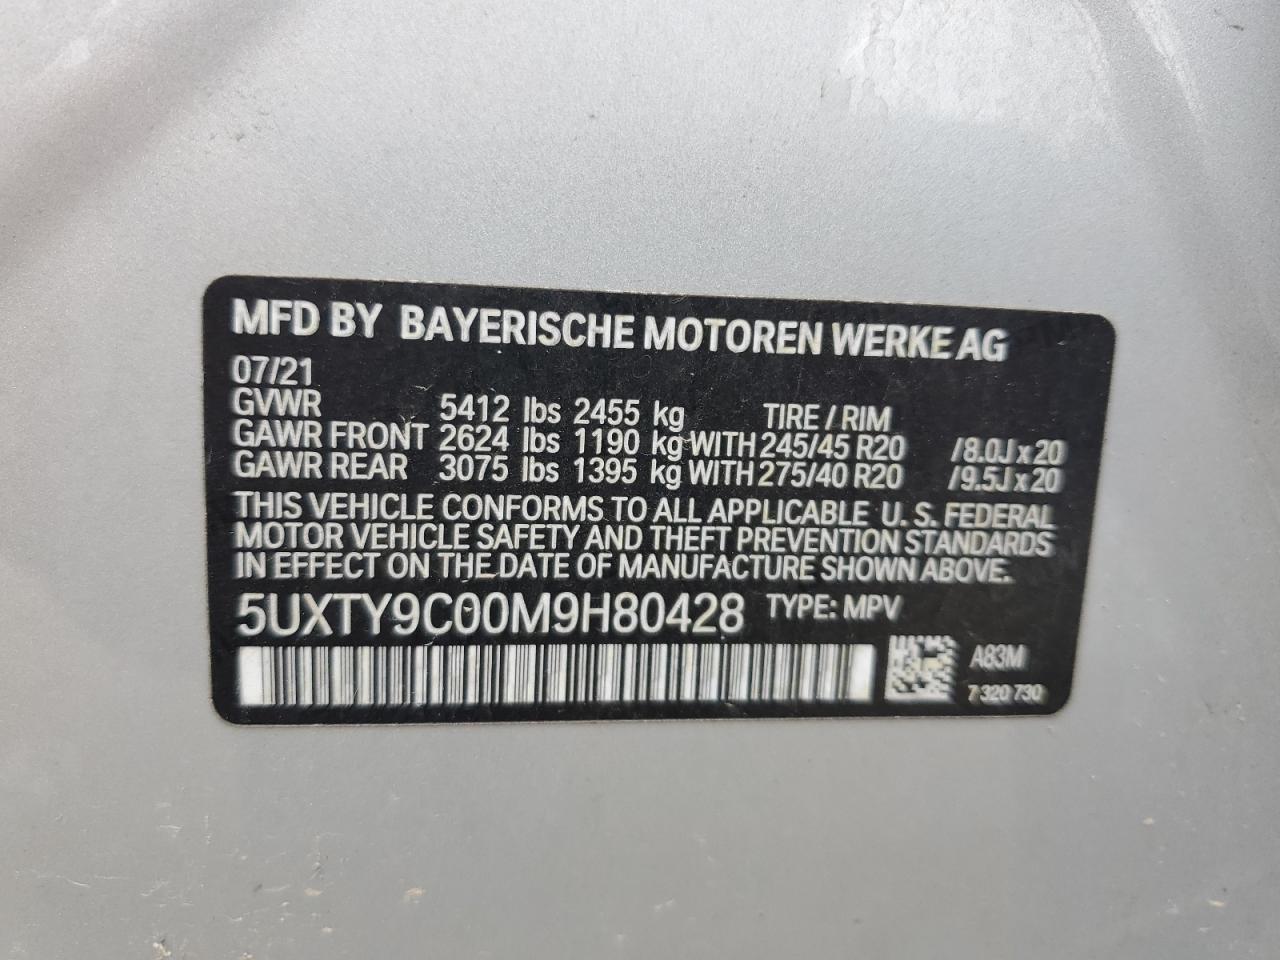 MFD BY BAYERISCHE MOTOREN WERKE AG
07/21
GVWR 5412 lbs 2455 kg TIRE / RIM
GAWR FRONT 2624 lbs 1190 kg WITH 245/45 R20 /8.0J x 20
GAWR REAR 3075 lbs 1395 kg WITH 275/40 R20 /9.5J x 20
THIS VEHICLE CONFORMS TO ALL APPLICABLE U. S. FEDERAL
MOTOR VEHICLE SAFETY AND THEFT PREVENTION STANDARDS
IN EFFECT ON THE DATE OF MANUFACTURE SHOWN ABOVE.
5UXTY9C00M9H80428 TYPE: MPV
A83M
7 320 730